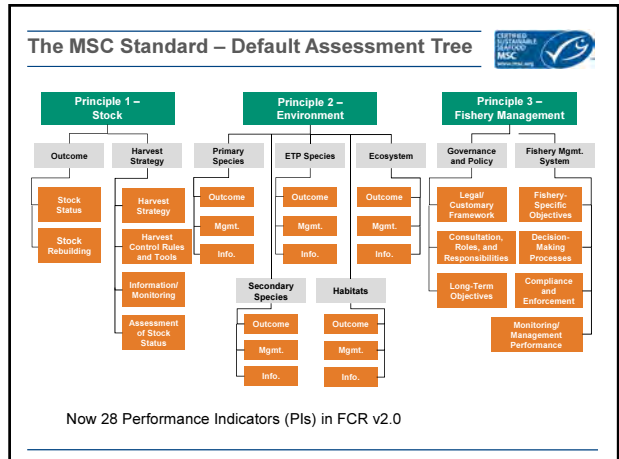 The MSC Standard – Default Assessment Tree
CERTIFIED
SUSTAINABLE
SEAFOOD
MSC
www.msc.org
Principle 1 –
Stock
Principle 2 –
Environment
Principle 3 –
Fishery Management
Outcome
Harvest
Strategy
Primary
Species
ETP Species
Ecosystem
Governance
and Policy
Fishery Mgmt.
System
Stock
Status
Stock
Rebuilding
Harvest
Strategy
Harvest
Control Rules
and Tools
Information/
Monitoring
Assessment
of Stock
Status
Outcome
Mgmt.
Info.
Outcome
Mgmt.
Info.
Outcome
Mgmt.
Info.
Legal/
Customary
Framework
Consultation,
Roles, and
Responsibilities
Long-Term
Objectives
Fishery-
Specific
Objectives
Decision-
Making
Processes
Compliance
and
Enforcement
Monitoring/
Management
Performance
Secondary
Species
Habitats
Outcome
Mgmt.
Info.
Outcome
Mgmt.
Info.
Now 28 Performance Indicators (PIs) in FCR v2.0